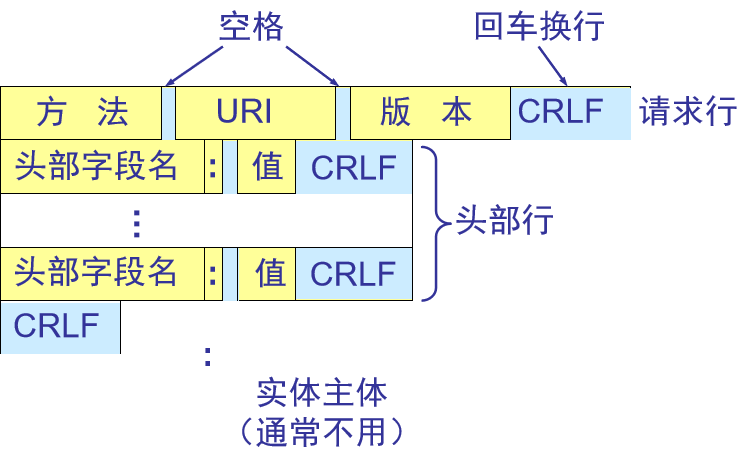 空格 回车换行
方 法 URI 版 本 CRLF 请求行
头部字段名 : 值 CRLF
⋮ 头部行
头部字段名 : 值 CRLF
CRLF
:
实体主体
（通常不用）